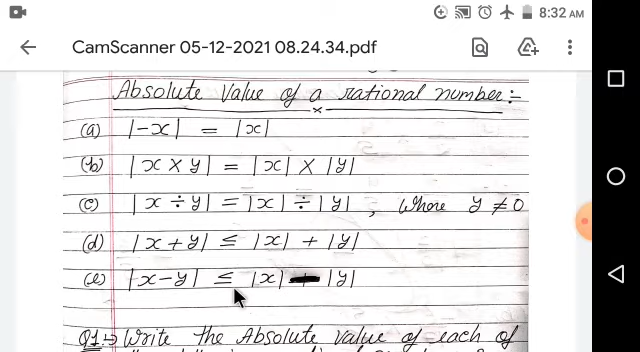 8:32 AM
CamScanner 05-12-2021 08.24.34.pdf
Absolute Value of a rational number:-
(a) |-x| = |x|
(b) |x × y| = |x| × |y|
(c) |x ÷ y| = |x| ÷ |y| , Where y ≠ 0
(d) |x + y| ≤ |x| + |y|
(e) |x - y| ≤ |x| - |y|
Q1:→ Write the Absolute value of each of